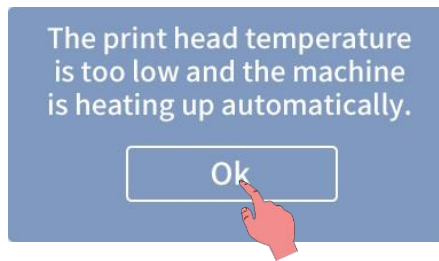 The print head temperature
is too low and the machine
is heating up automatically.
Ok